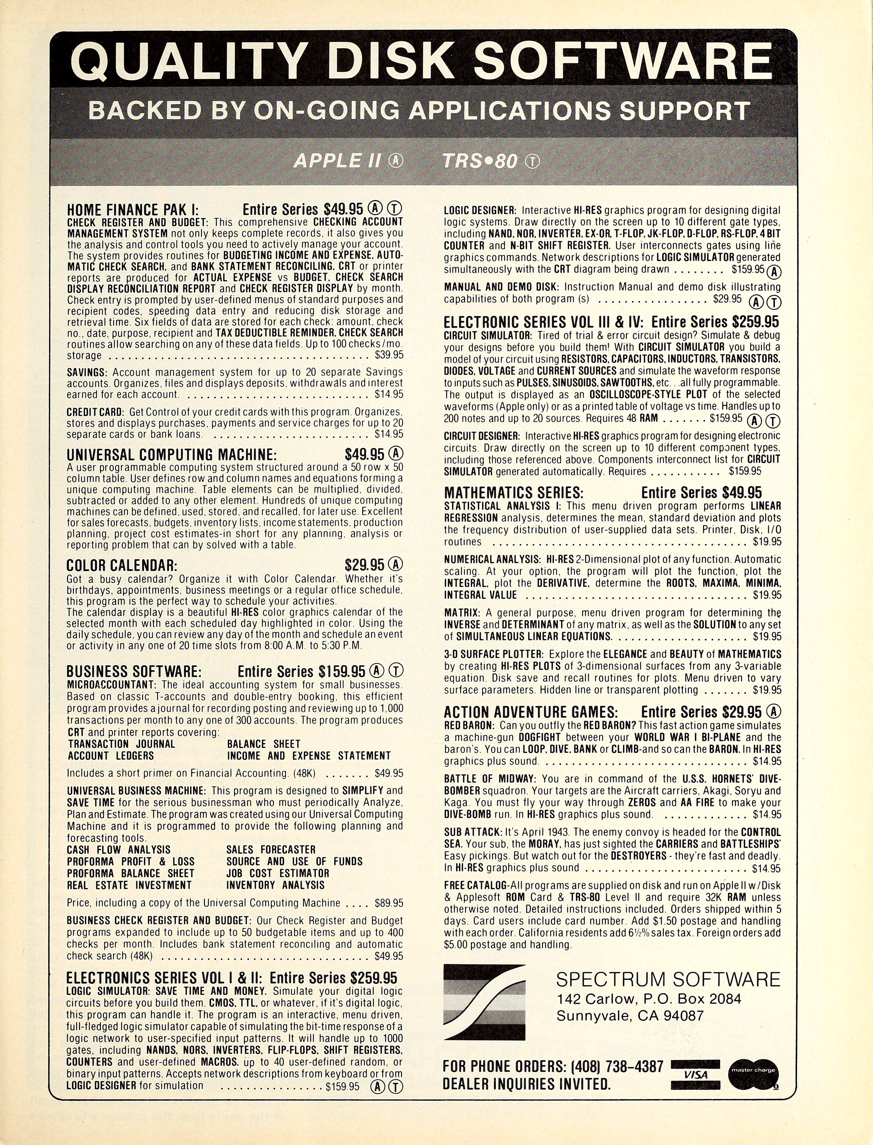 QUALITY DISK SOFTWARE
BACKED BY ON-GOING APPLICATIONS SUPPORT
APPLE II Ⓐ TRS•80 Ⓣ
HOME FINANCE PAK I: Entire Series $49.95 Ⓐ Ⓣ
CHECK REGISTER AND BUDGET: This comprehensive CHECKING ACCOUNT
MANAGEMENT SYSTEM not only keeps complete records, it also gives you
the analysis and control tools you need to actively manage your account.
The system provides routines for BUDGETING INCOME AND EXPENSE, AUTO-
MATIC CHECK SEARCH, and BANK STATEMENT RECONCILING. CRT or printer
reports are produced for ACTUAL EXPENSE vs BUDGET, CHECK SEARCH
DISPLAY RECONCILIATION REPORT and CHECK REGISTER DISPLAY by month.
Check entry is prompted by user-defined menus of standard purposes and
recipient codes, speeding data entry and reducing disk storage and
retrieval time. Six fields of data are stored for each check: amount, check
no., date, purpose, recipient and TAX DEDUCTIBLE REMINDER. CHECK SEARCH
routines allow searching on any of these data fields. Up to 100 checks/mo.
storage ........ $39.95
SAVINGS: Account management system for up to 20 separate Savings
accounts. Organizes, files and displays deposits, withdrawals and interest
earned for each account. ........ $14.95
CREDIT CARD: Get Control of your credit cards with this program. Organizes,
stores and displays purchases, payments and service charges for up to 20
separate cards or bank loans. ........ $14.95
UNIVERSAL COMPUTING MACHINE: $49.95 Ⓐ
A user programmable computing system structured around a 50 row x 50
column table. User defines row and column names and equations forming a
unique computing machine. Table elements can be multiplied, divided,
subtracted or added to any other element. Hundreds of unique computing
machines can be defined, used, stored, and recalled, for later use. Excellent
for sales forecasts, budgets, inventory lists, income statements, production
planning, project cost estimates-in short for any planning, analysis or
reporting problem that can by solved with a table.
COLOR CALENDAR: $29.95 Ⓐ
Got a busy calendar? Organize it with Color Calendar. Whether it's
birthdays, appointments, business meetings or a regular office schedule,
this program is the perfect way to schedule your activities.
The calendar display is a beautiful HI-RES color graphics calendar of the
selected month with each scheduled day highlighted in color. Using the
daily schedule, you can review any day of the month and schedule an event
or activity in any one of 20 time slots from 8:00 A.M. to 5:30 P.M.
BUSINESS SOFTWARE: Entire Series $159.95 Ⓐ Ⓣ
MICROACCOUNTANT: The ideal accounting system for small businesses.
Based on classic T-accounts and double-entry booking, this efficient
program provides a journal for recording posting and reviewing up to 1,000
transactions per month to any one of 300 accounts. The program produces
CRT and printer reports covering:
TRANSACTION JOURNAL BALANCE SHEET
ACCOUNT LEDGERS INCOME AND EXPENSE STATEMENT
Includes a short primer on Financial Accounting. (48K) ....... $49.95
UNIVERSAL BUSINESS MACHINE: This program is designed to SIMPLIFY and
SAVE TIME for the serious businessman who must periodically Analyze,
Plan and Estimate. The program was created using our Universal Computing
Machine and it is programmed to provide the following planning and
forecasting tools.
CASH FLOW ANALYSIS SALES FORECASTER
PROFORMA PROFIT & LOSS SOURCE AND USE OF FUNDS
PROFORMA BALANCE SHEET JOB COST ESTIMATOR
REAL ESTATE INVESTMENT INVENTORY ANALYSIS
Price, including a copy of the Universal Computing Machine .... $89.95
BUSINESS CHECK REGISTER AND BUDGET: Our Check Register and Budget
programs expanded to include up to 50 budgetable items and up to 400
checks per month. Includes bank statement reconciling and automatic
check search (48K) ........ $49.95
ELECTRONICS SERIES VOL I & II: Entire Series $259.95
LOGIC SIMULATOR: SAVE TIME AND MONEY. Simulate your digital logic
circuits before you build them. CMOS, TTL, or whatever, if it's digital logic,
this program can handle it. The program is an interactive, menu driven,
full-fledged logic simulator capable of simulating the bit-time response of a
logic network to user-specified input patterns. It will handle up to 1000
gates, including NANDS, NORS, INVERTERS, FLIP-FLOPS, SHIFT REGISTERS,
COUNTERS and user-defined MACROS. up to 40 user-defined random, or
binary input patterns. Accepts network descriptions from keyboard or from
LOGIC DESIGNER for simulation ........ $159.95 Ⓐ Ⓣ
LOGIC DESIGNER: Interactive HI-RES graphics program for designing digital
logic systems. Draw directly on the screen up to 10 different gate types,
including NAND, NOR, INVERTER, EX-OR, T-FLOP, JK-FLOP, D-FLOP, RS-FLOP, 4 BIT
COUNTER and N-BIT SHIFT REGISTER. User interconnects gates using line
graphics commands. Network descriptions for LOGIC SIMULATOR generated
simultaneously with the CRT diagram being drawn ........ $159.95 Ⓐ
MANUAL AND DEMO DISK: Instruction Manual and demo disk illustrating
capabilities of both program (s) ........ $29.95 Ⓐ Ⓣ
ELECTRONIC SERIES VOL III & IV: Entire Series $259.95
CIRCUIT SIMULATOR: Tired of trial & error circuit design? Simulate & debug
your designs before you build them! With CIRCUIT SIMULATOR you build a
model of your circuit using RESISTORS, CAPACITORS, INDUCTORS, TRANSISTORS,
DIODES, VOLTAGE and CURRENT SOURCES and simulate the waveform response
to inputs such as PULSES, SINUSOIDS, SAWTOOTHS, etc...all fully programmable.
The output is displayed as an OSCILLOSCOPE-STYLE PLOT of the selected
waveforms (Apple only) or as a printed table of voltage vs time. Handles up to
200 notes and up to 20 sources. Requires 48 RAM ....... $159.95 Ⓐ Ⓣ
CIRCUIT DESIGNER: Interactive HI-RES graphics program for designing electronic
circuits. Draw directly on the screen up to 10 different component types,
including those referenced above. Components interconnect list for CIRCUIT
SIMULATOR generated automatically. Requires ........... $159.95
MATHEMATICS SERIES: Entire Series $49.95
STATISTICAL ANALYSIS I: This menu driven program performs LINEAR
REGRESSION analysis, determines the mean, standard deviation and plots
the frequency distribution of user-supplied data sets. Printer, Disk, I/O
routines ........ $19.95
NUMERICAL ANALYSIS: HI-RES 2-Dimensional plot of any function. Automatic
scaling. At your option, the program will plot the function, plot the
INTEGRAL, plot the DERIVATIVE, determine the ROOTS, MAXIMA, MINIMA,
INTEGRAL VALUE ........ $19.95
MATRIX: A general purpose, menu driven program for determining the
INVERSE and DETERMINANT of any matrix, as well as the SOLUTION to any set
of SIMULTANEOUS LINEAR EQUATIONS. ........ $19.95
3-D SURFACE PLOTTER: Explore the ELEGANCE and BEAUTY of MATHEMATICS
by creating HI-RES PLOTS of 3-dimensional surfaces from any 3-variable
equation. Disk save and recall routines for plots. Menu driven to vary
surface parameters. Hidden line or transparent plotting ....... $19.95
ACTION ADVENTURE GAMES: Entire Series $29.95 Ⓐ
RED BARON: Can you outfly the RED BARON? This fast action game simulates
a machine-gun DOGFIGHT between your WORLD WAR I BI-PLANE and the
baron's. You can LOOP, DIVE, BANK or CLIMB-and so can the BARON. In HI-RES
graphics plus sound. ........ $14.95
BATTLE OF MIDWAY: You are in command of the U.S.S. HORNETS' DIVE-
BOMBER squadron. Your targets are the Aircraft carriers, Akagi, Soryu and
Kaga. You must fly your way through ZEROS and AA FIRE to make your
DIVE-BOMB run. In HI-RES graphics plus sound. ........ $14.95
SUB ATTACK: It's April 1943. The enemy convoy is headed for the CONTROL
SEA. Your sub, the MORAY, has just sighted the CARRIERS and BATTLESHIPS'
Easy pickings. But watch out for the DESTROYERS - they're fast and deadly.
In HI-RES graphics plus sound ........ $14.95
FREE CATALOG-All programs are supplied on disk and run on Apple II w/Disk
& Applesoft ROM Card & TRS-80 Level II and require 32K RAM unless
otherwise noted. Detailed instructions included. Orders shipped within 5
days. Card users include card number. Add $1.50 postage and handling
with each order. California residents add 6½% sales tax. Foreign orders add
$5.00 postage and handling.
SPECTRUM SOFTWARE
142 Carlow, P.O. Box 2084
Sunnyvale, CA 94087
FOR PHONE ORDERS: (408) 738-4387
DEALER INQUIRIES INVITED.
VISA
master charge